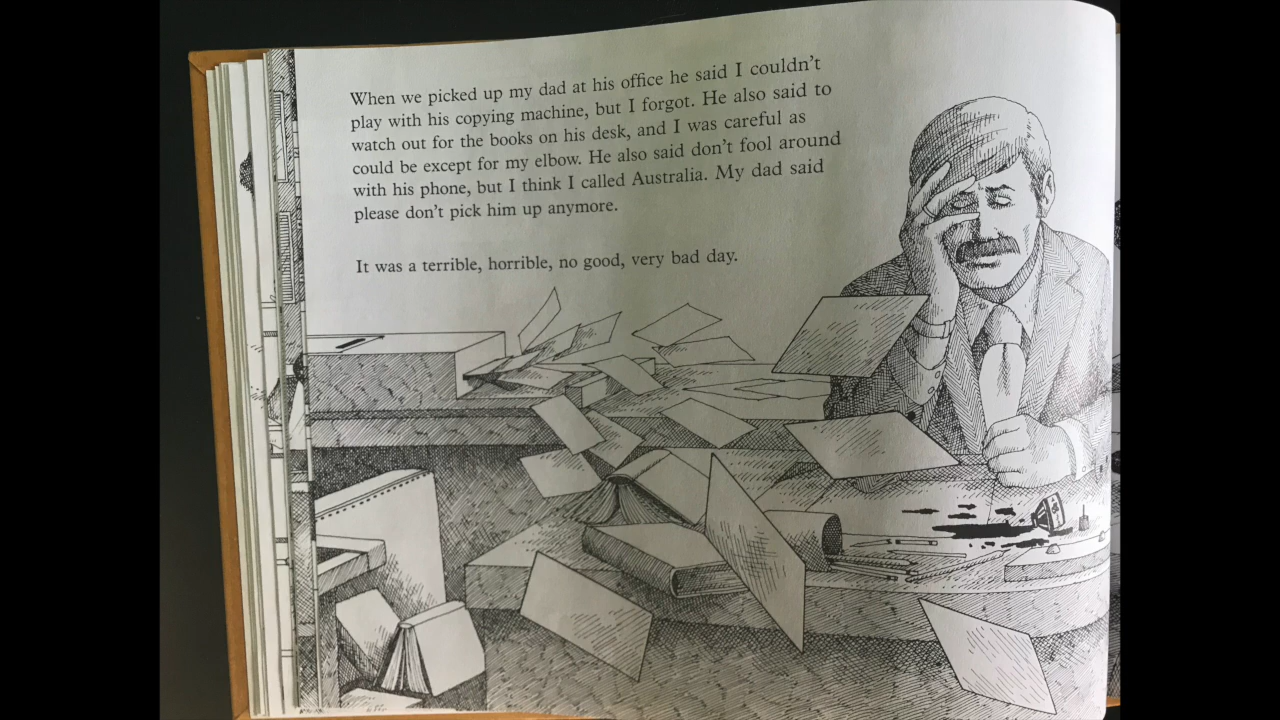 When we picked up my dad at his office he said I couldn't
play with his copying machine, but I forgot. He also said to
watch out for the books on his desk, and I was careful as
could be except for my elbow. He also said don't fool around
with his phone, but I think I called Australia. My dad said
please don't pick him up anymore.
It was a terrible, horrible, no good, very bad day.